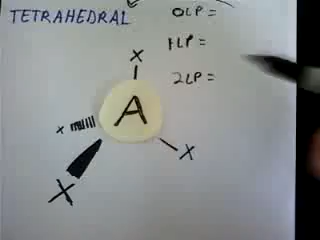 TETRAHEDRAL
0LP=
1LP=
2LP=
X
A
X
X
X